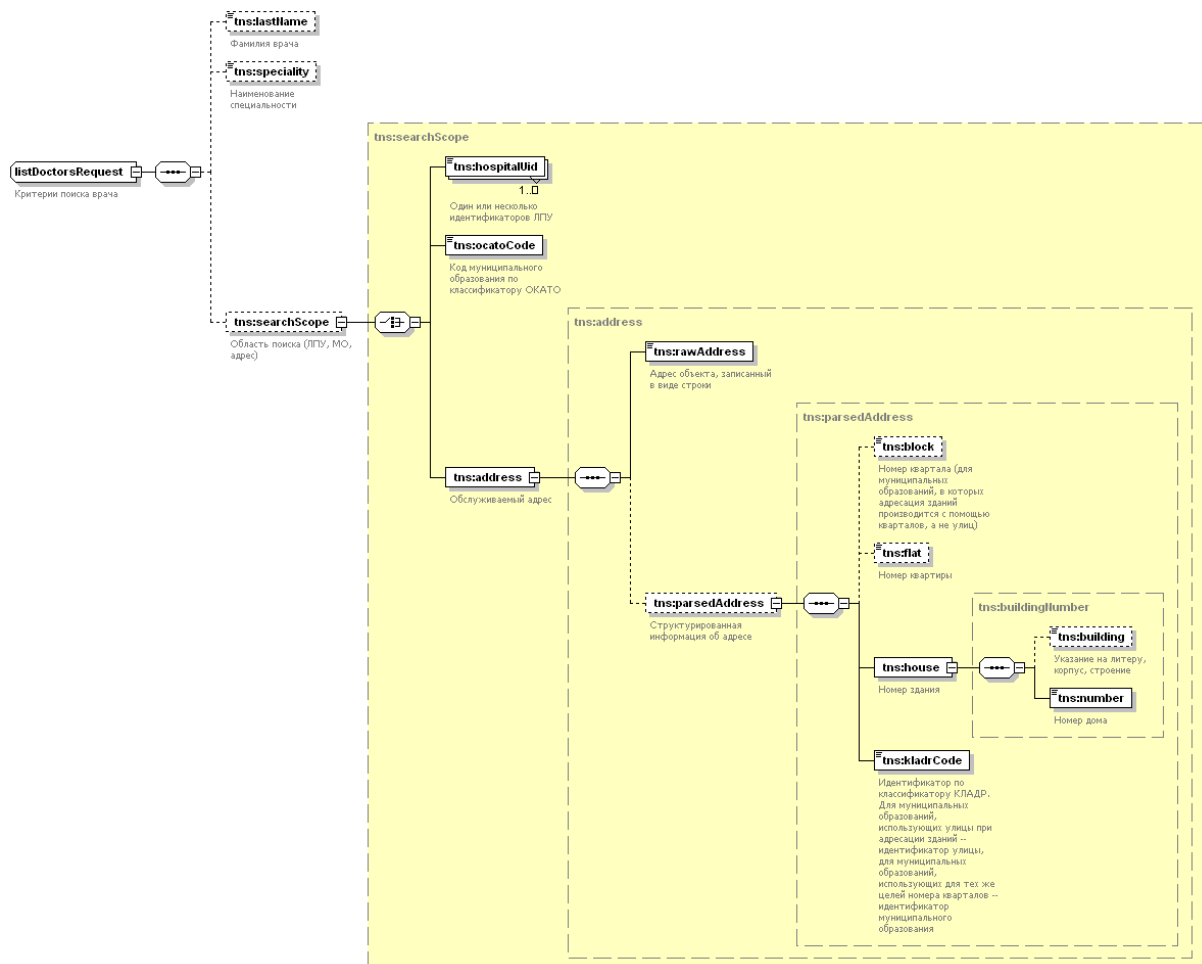 tns:lastName
Фамилия врача
tns:speciality
Наименование
специальности
listDoctorsRequest
Критерии поиска врача
tns:searchScope
Область поиска (ЛПУ, МО,
адрес)
tns:searchScope
tns:hospitalUid
1..
Один или несколько
идентификаторов ЛПУ
tns:ocatoCode
Код муниципального
образования по
классификатору ОКАТО
tns:address
Обслуживаемый адрес
tns:address
tns:rawAddress
Адрес объекта, записанный
в виде строки
tns:parsedAddress
Структурированная
информация об адресе
tns:parsedAddress
tns:block
Номер квартала (для
муниципальных
образований, в которых
адресация зданий
производится с помощью
кварталов, а не улиц)
tns:flat
Номер квартиры
tns:house
Номер здания
tns:buildingNumber
tns:building
Указание на литеру,
корпус, строение
tns:number
Номер дома
tns:kladrCode
Идентификатор по
классификатору КЛАДР.
Для муниципальных
образований,
использующих улицы при
адресации зданий --
идентификатор улицы,
для муниципальных
образований,
использующих для тех же
целей номера кварталов --
идентификатор
муниципального
образования